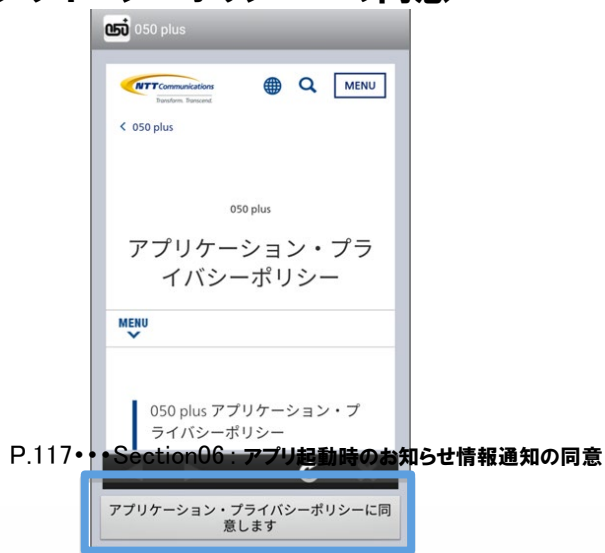 050 050 plus
NTT Communications
Transform. Transcend.
MENU
< 050 plus
050 plus
アプリケーション・プラ
イバシーポリシー
MENU
050 plus アプリケーション・プ
ライバシーポリシー
P.117・・・Section06：アプリ起動時のお知らせ情報通知の同意
アプリケーション・プライバシーポリシーに同
意します